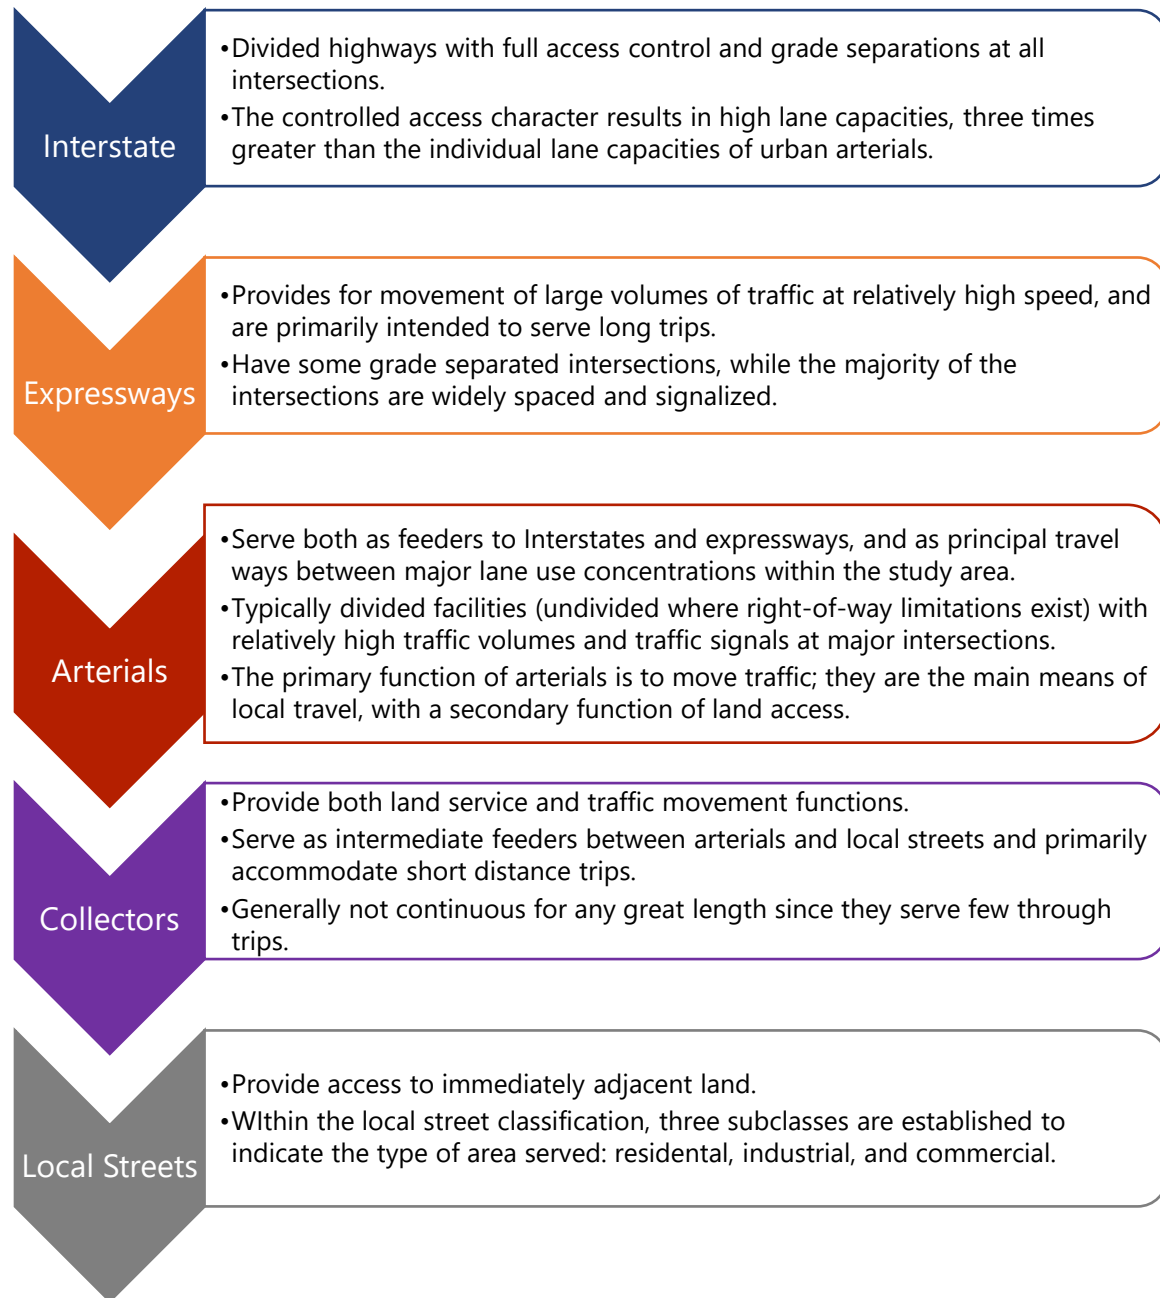 Interstate
•Divided highways with full access control and grade separations at all
intersections.
•The controlled access character results in high lane capacities, three times
greater than the individual lane capacities of urban arterials.
Expressways
•Provides for movement of large volumes of traffic at relatively high speed, and
are primarily intended to serve long trips.
•Have some grade separated intersections, while the majority of the
intersections are widely spaced and signalized.
Arterials
•Serve both as feeders to Interstates and expressways, and as principal travel
ways between major lane use concentrations within the study area.
•Typically divided facilities (undivided where right-of-way limitations exist) with
relatively high traffic volumes and traffic signals at major intersections.
•The primary function of arterials is to move traffic; they are the main means of
local travel, with a secondary function of land access.
Collectors
•Provide both land service and traffic movement functions.
•Serve as intermediate feeders between arterials and local streets and primarily
accommodate short distance trips.
•Generally not continuous for any great length since they serve few through
trips.
Local Streets
•Provide access to immediately adjacent land.
•WIthin the local street classification, three subclasses are established to
indicate the type of area served: residental, industrial, and commercial.